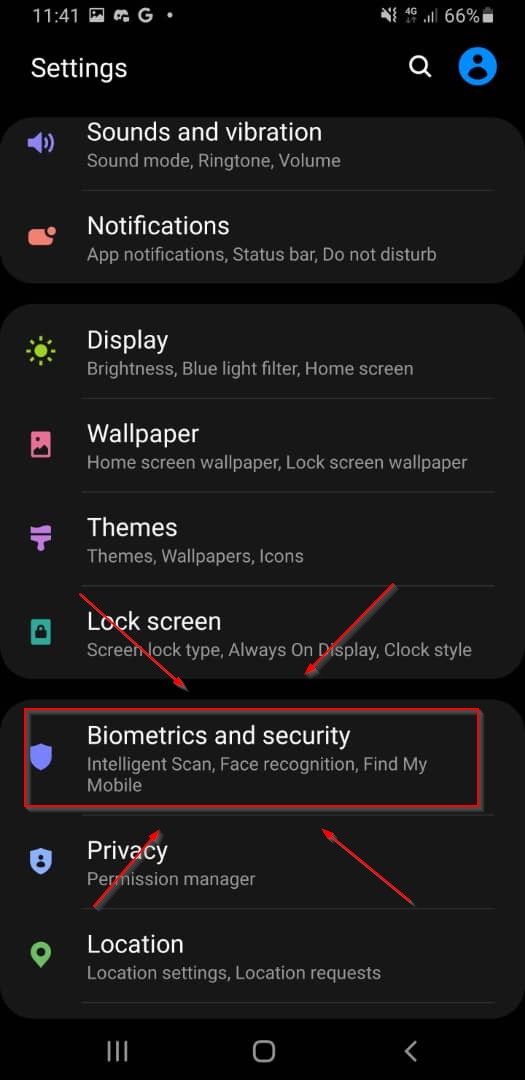 11:41 G 4G 66%
Settings
Sounds and vibration
Sound mode, Ringtone, Volume
Notifications
App notifications, Status bar, Do not disturb
Display
Brightness, Blue light filter, Home screen
Wallpaper
Home screen wallpaper, Lock screen wallpaper
Themes
Themes, Wallpapers, Icons
Lock screen
Screen lock type, Always On Display, Clock style
Biometrics and security
Intelligent Scan, Face recognition, Find My
Mobile
Privacy
Permission manager
Location
Location settings, Location requests